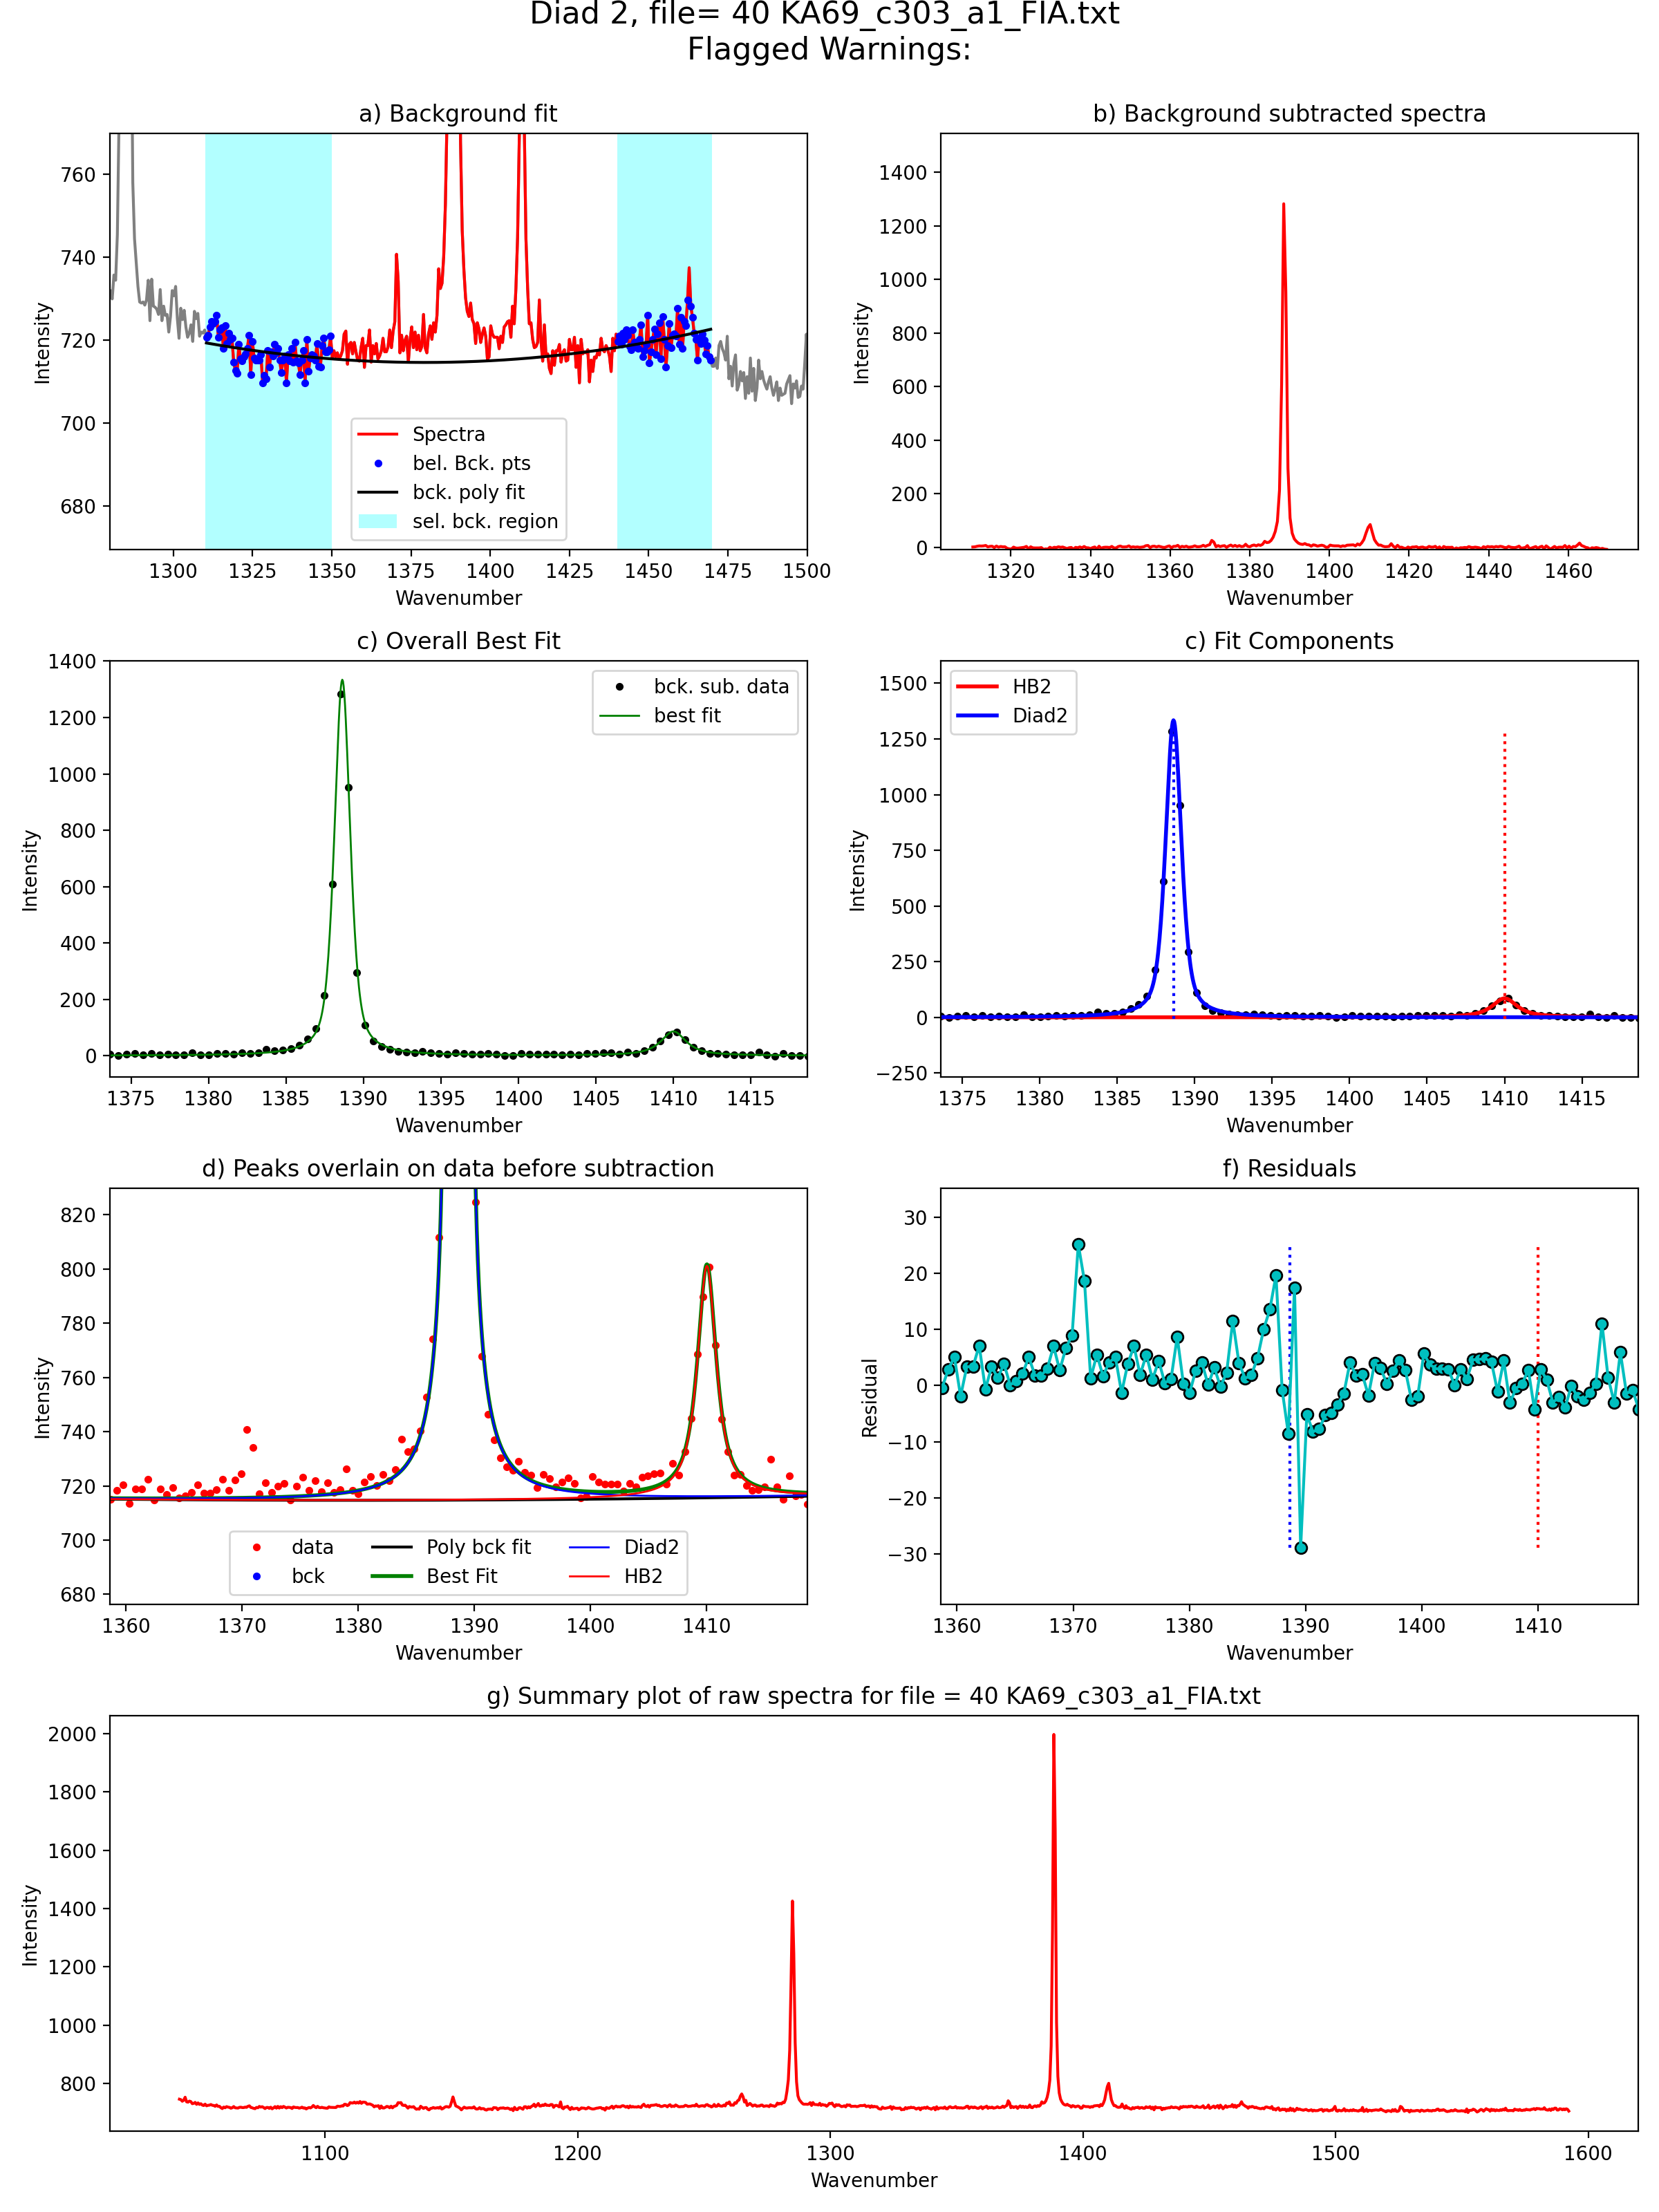 Diad 2, file= 40 KA69_c303_a1_FIA.txt
Flagged Warnings:
a) Background fit
760
740
720
700
680
Intensity
Spectra
bel. Bck. pts
bck. poly fit
sel. bck. region
1300 1325 1350 1375 1400 1425 1450 1475 1500
Wavenumber
b) Background subtracted spectra
1400
1200
1000
800
600
400
200
0
Intensity
1320 1340 1360 1380 1400 1420 1440 1460
Wavenumber
c) Overall Best Fit
1400
1200
1000
800
600
400
200
0
Intensity
bck. sub. data
best fit
1375 1380 1385 1390 1395 1400 1405 1410 1415
Wavenumber
c) Fit Components
1500
1250
1000
750
500
250
0
−250
Intensity
HB2
Diad2
1375 1380 1385 1390 1395 1400 1405 1410 1415
Wavenumber
d) Peaks overlain on data before subtraction
820
800
780
760
740
720
700
680
Intensity
data
bck
Poly bck fit
Best Fit
Diad2
HB2
1360 1370 1380 1390 1400 1410
Wavenumber
f) Residuals
30
20
10
0
−10
−20
−30
Residual
1360 1370 1380 1390 1400 1410
Wavenumber
g) Summary plot of raw spectra for file = 40 KA69_c303_a1_FIA.txt
2000
1800
1600
1400
1200
1000
800
Intensity
1100 1200 1300 1400 1500 1600
Wavenumber